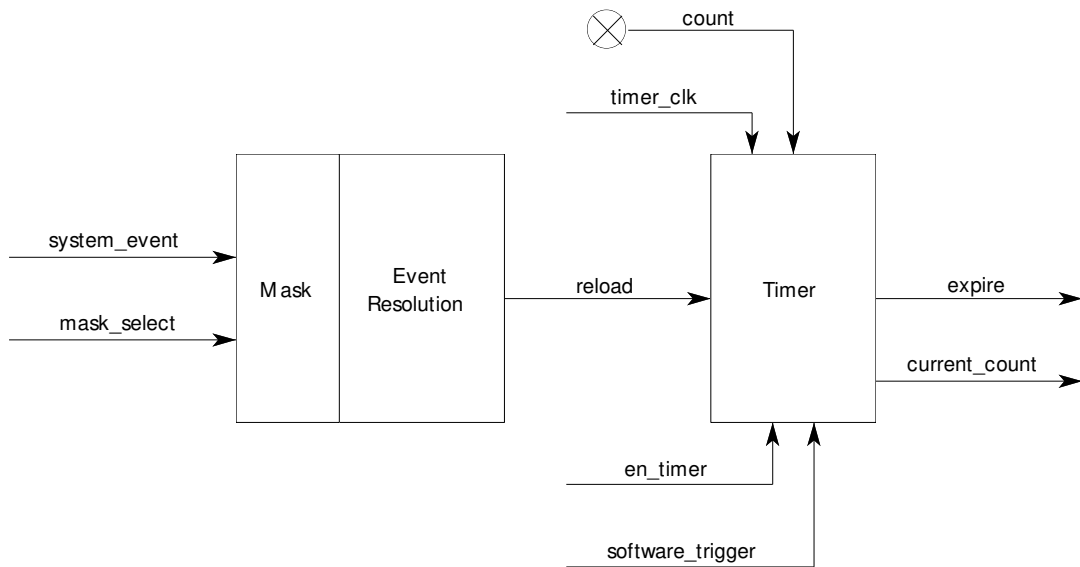 count
timer_clk
system_event
mask_select
Mask
Event
Resolution
reload
Timer
expire
current_count
en_timer
software_trigger